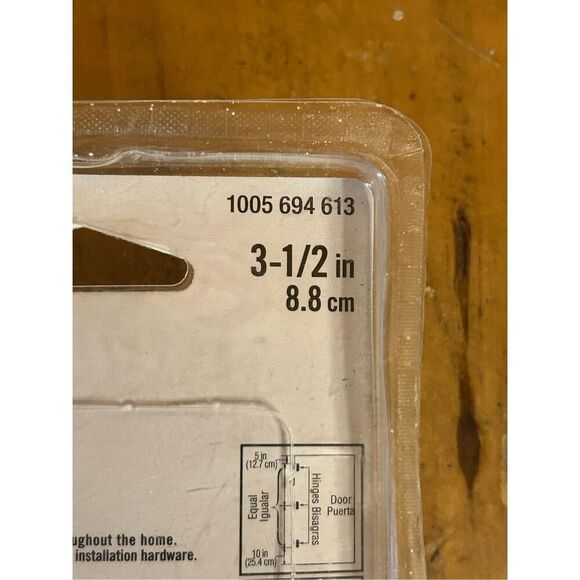 1005 694 613
3-1/2 in
8.8 cm
5 in
(12.7 cm)
Equal
Igualar
Hinges Bisagras
Door
Puerta
10 in
(25.4 cm)
ughout the home.
installation hardware.